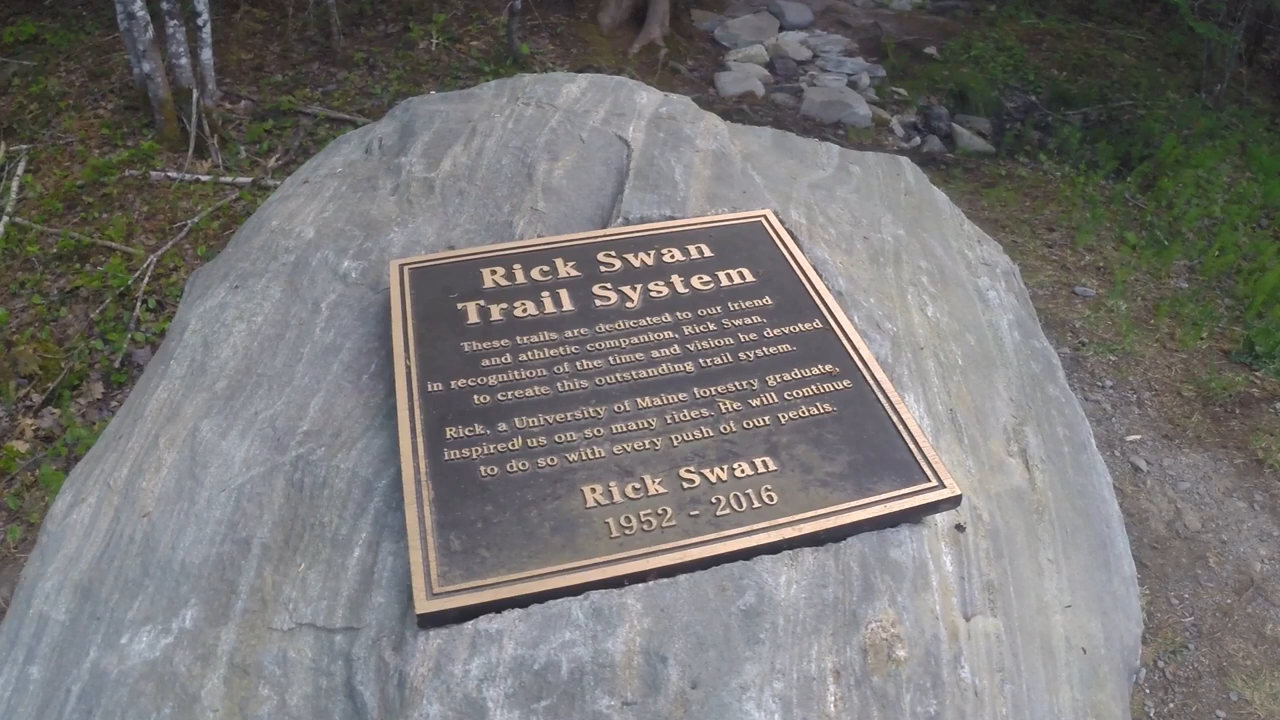 Rick Swan
Trail System
These trails are dedicated to our friend
and athletic companion, Rick Swan,
in recognition of the time and vision he devoted
to create this outstanding trail system.
Rick, a University of Maine forestry graduate,
inspired us on so many rides. He will continue
to do so with every push of our pedals.
Rick Swan
1952 - 2016